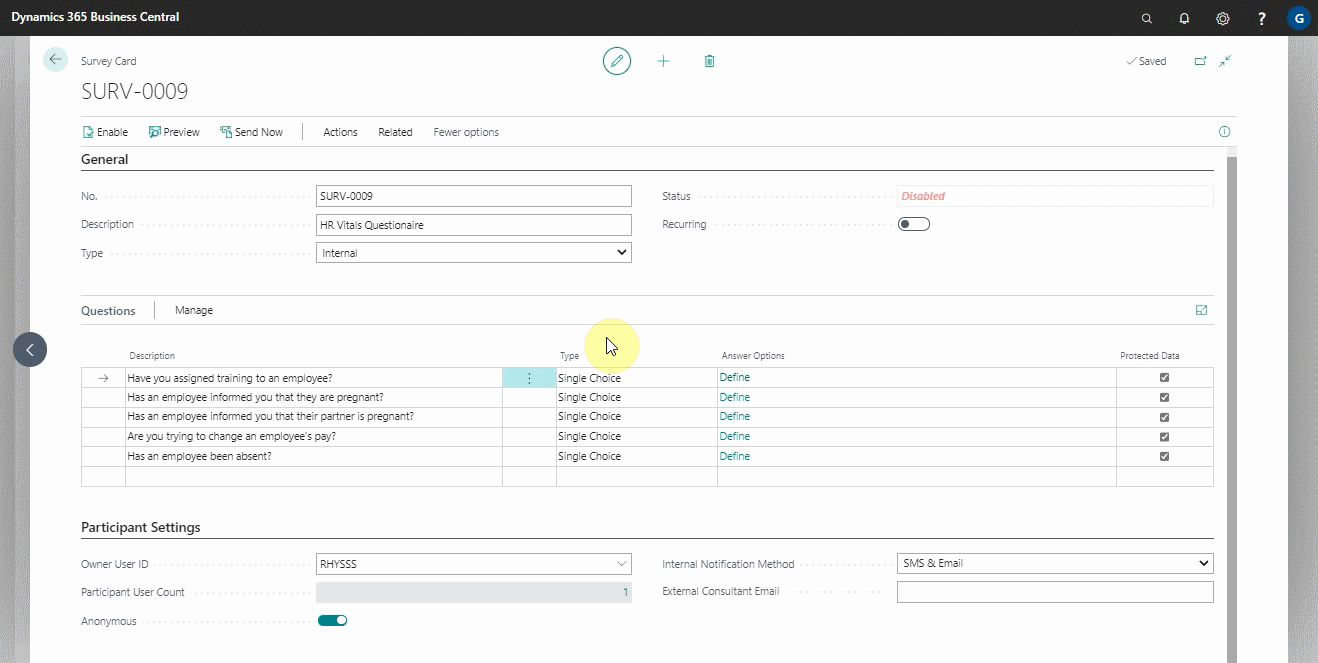 Dynamics 365 Business Central
?
G
Survey Card
Saved
SURV-0009
Enable Preview Send Now Actions Related Fewer options
General
No. SURV-0009 Status Disabled
Description HR Vitals Questionaire Recurring
Type Internal
Questions Manage
Description Type Answer Options Protected Data
Have you assigned training to an employee? Single Choice Define
Has an employee informed you that they are pregnant? Single Choice Define
Has an employee informed you that their partner is pregnant? Single Choice Define
Are you trying to change an employee's pay? Single Choice Define
Has an employee been absent? Single Choice Define
Participant Settings
Owner User ID RHYSSS Internal Notification Method SMS & Email
Participant User Count 1 External Consultant Email
Anonymous